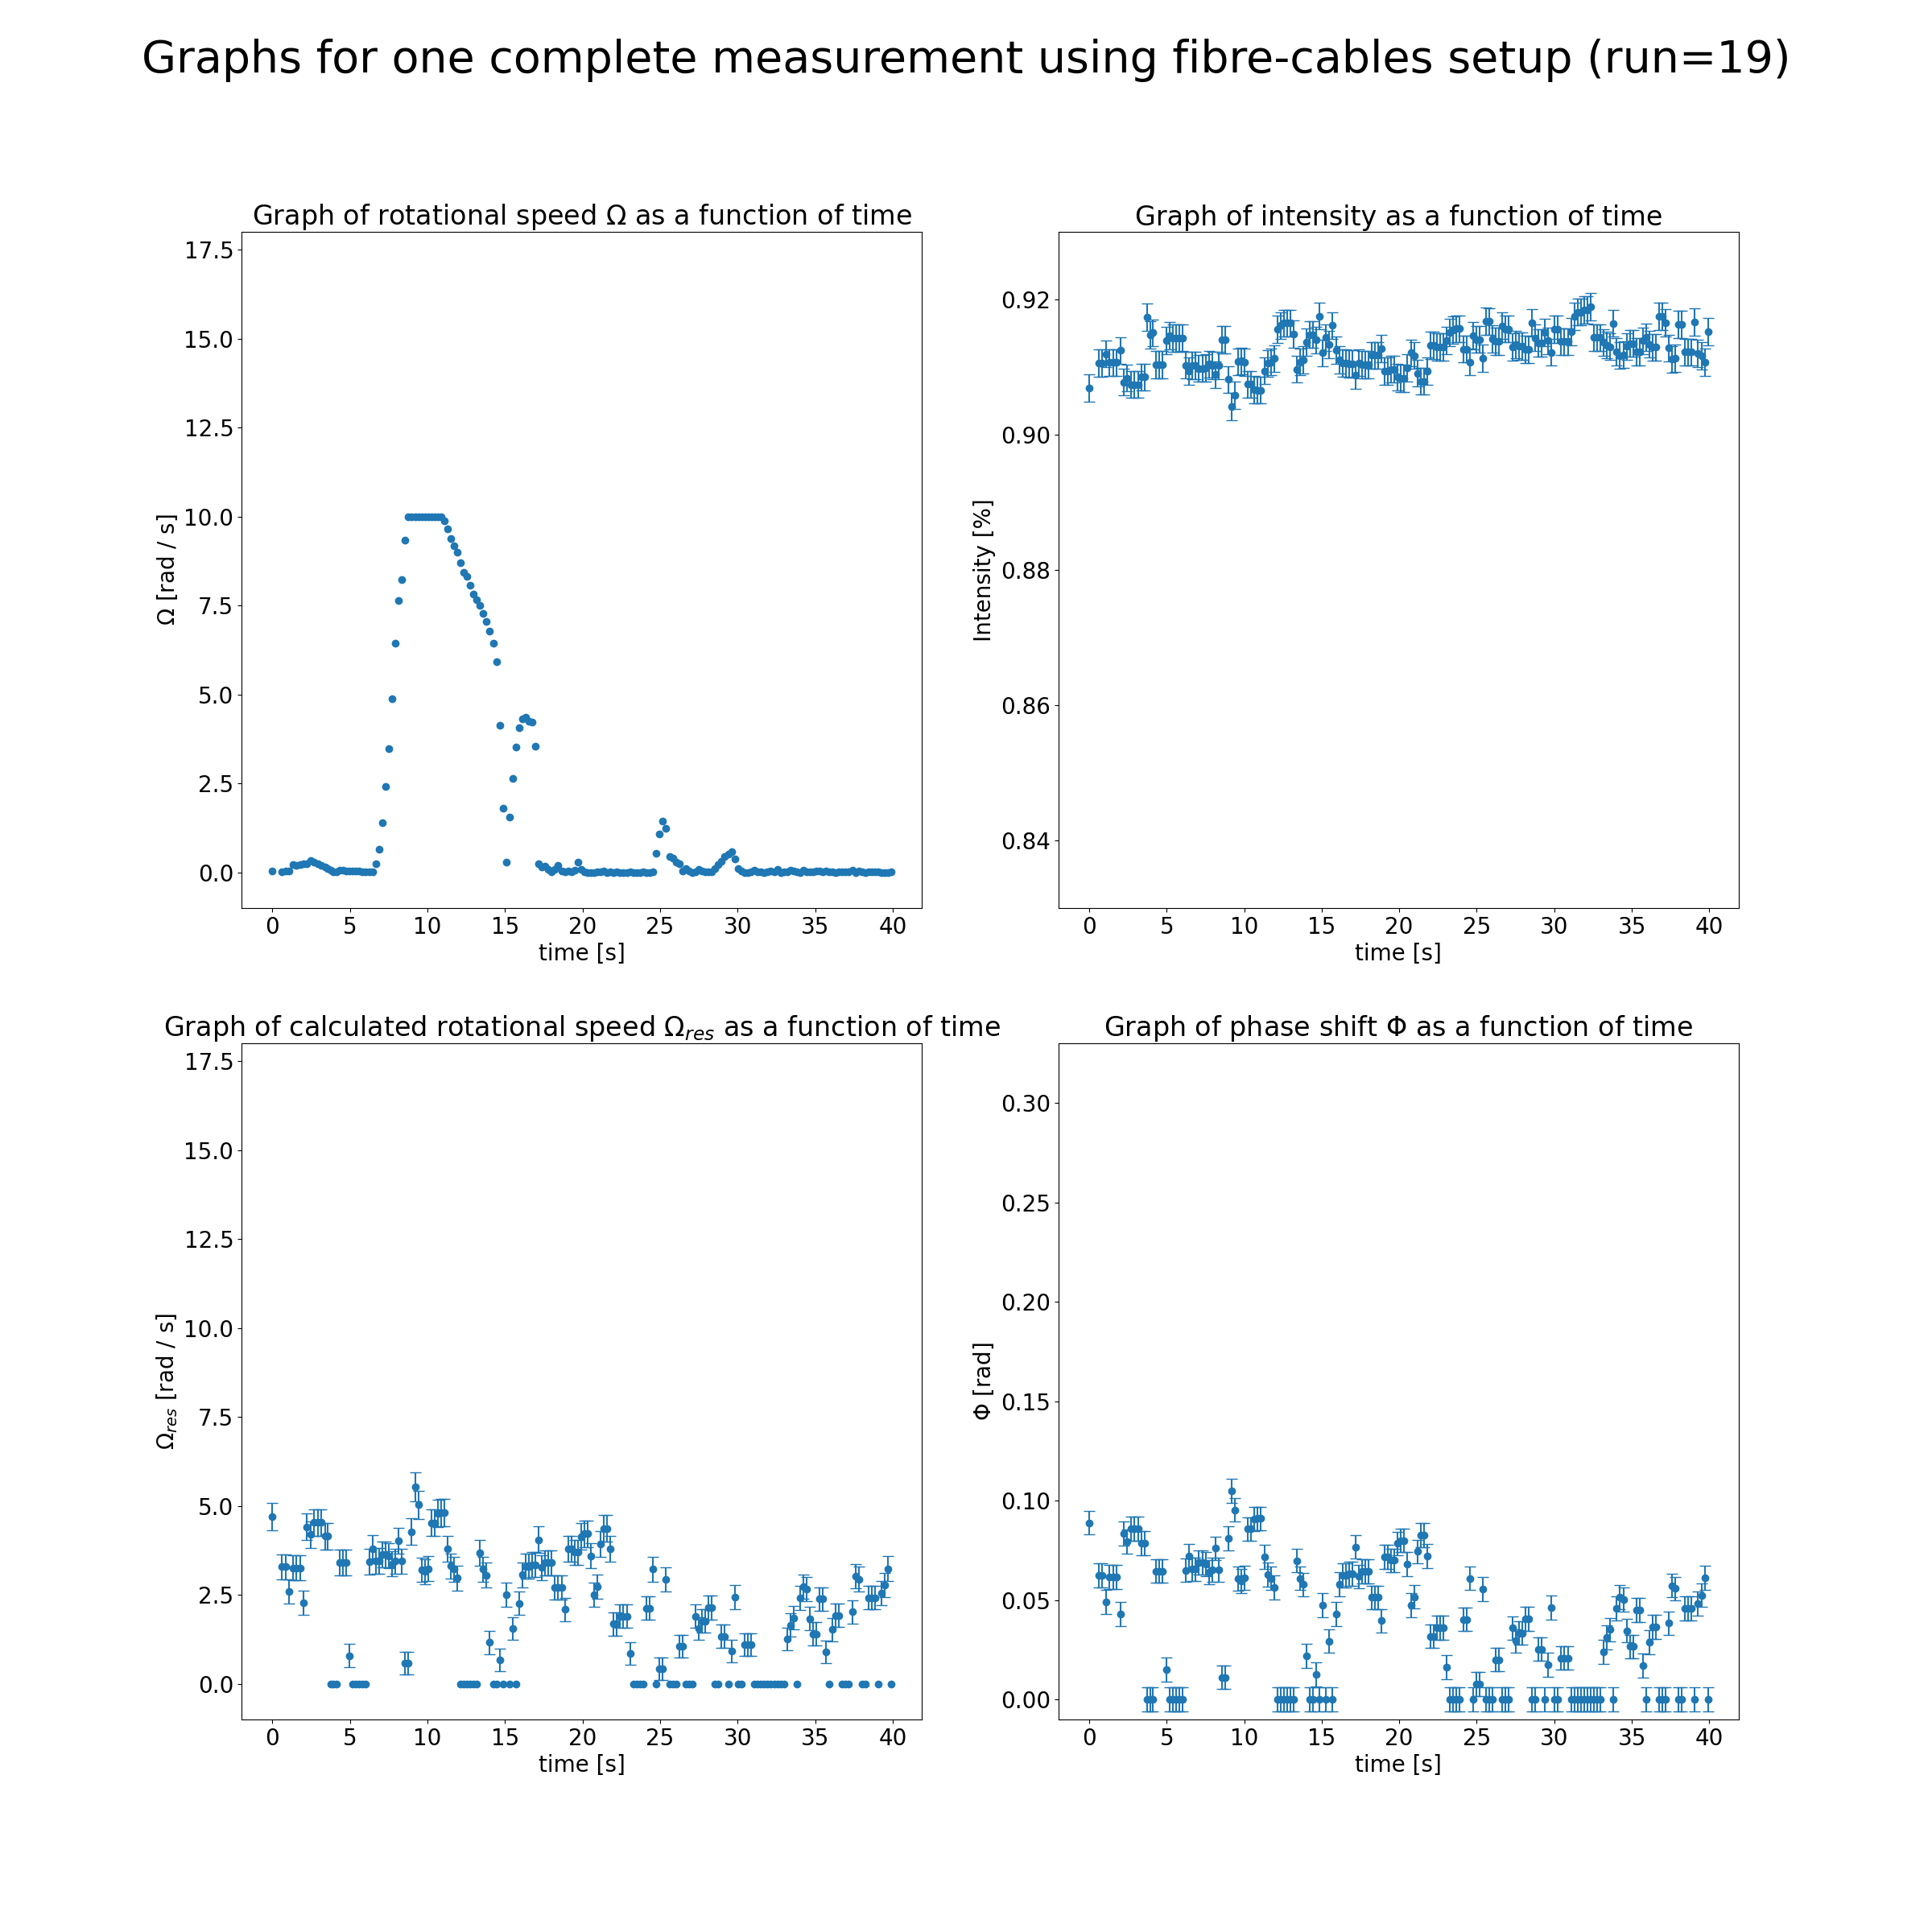 Graphs for one complete measurement using fibre-cables setup (run=19)
Graph of rotational speed Ω as a function of time
17.5
15.0
12.5
10.0
7.5
5.0
2.5
0.0
Ω [rad / s]
0 5 10 15 20 25 30 35 40
time [s]
Graph of intensity as a function of time
0.92
0.90
0.88
0.86
0.84
Intensity [%]
0 5 10 15 20 25 30 35 40
time [s]
Graph of calculated rotational speed Ωres as a function of time
17.5
15.0
12.5
10.0
7.5
5.0
2.5
0.0
Ωres [rad / s]
0 5 10 15 20 25 30 35 40
time [s]
Graph of phase shift Φ as a function of time
0.30
0.25
0.20
0.15
0.10
0.05
0.00
Φ [rad]
0 5 10 15 20 25 30 35 40
time [s]